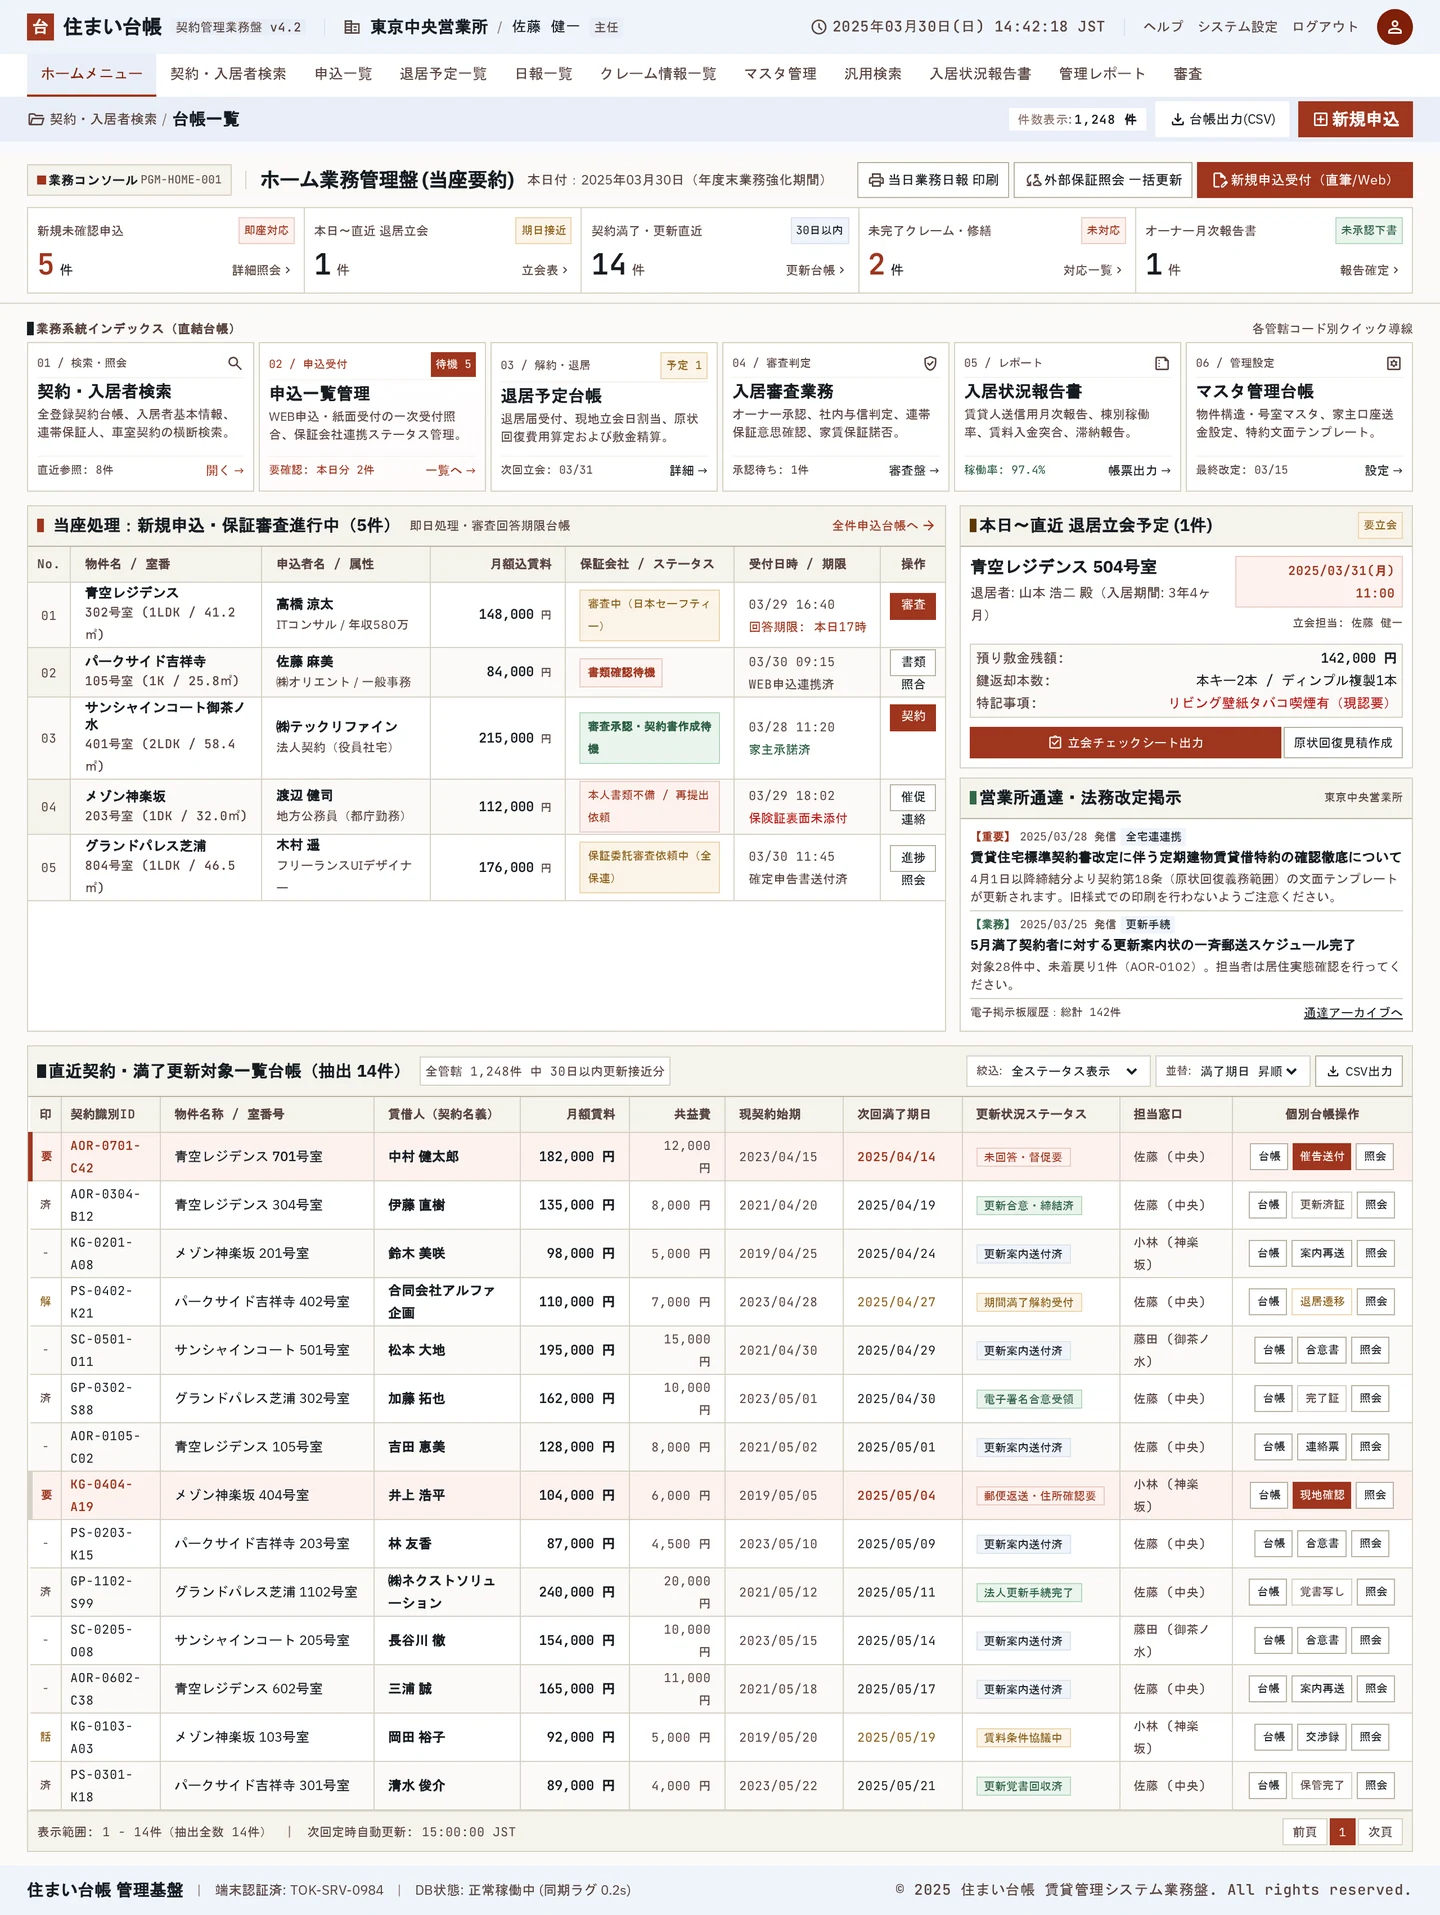 台 住まい台帳 契約管理業務盤 v4.2 東京中央営業所 / 佐藤 健一 主任 2025年03月30日(日) 14:42:18 JST ヘルプ システム設定 ログアウト
ホームメニュー 契約・入居者検索 申込一覧 退居予定一覧 日報一覧 クレーム情報一覧 マスタ管理 汎用検索 入居状況報告書 管理レポート 審査
契約・入居者検索 / 台帳一覧 件数表示:1,248 件 台帳出力(CSV) 新規申込
業務コンソール PGM-HOME-001 ホーム業務管理盤 (当座要約) 本日付：2025年03月30日（年度末業務強化期間） 当日業務日報 印刷 外部保証照会 一括更新 新規申込受付（直筆/Web）
新規未確認申込 即座対応 本日〜直近 退居立会 期日接近 契約満了・更新直近 30日以内 未完了クレーム・修繕 未対応 オーナー月次報告書 未承認下書
5 件 詳細照会 › 1 件 立会表 › 14 件 更新台帳 › 2 件 対応一覧 › 1 件 報告確定 ›
業務系統インデックス（直結台帳） 各管轄コード別クイック導線
01 / 検索・照会
契約・入居者検索
全登録契約台帳、入居者基本情報、
連帯保証人、車室契約の横断検索。
直近参照: 8件 開く →
02 / 申込受付 待機 5
申込一覧管理
WEB申込・紙面受付の一次受付照
合、保証会社連携ステータス管理。
要確認: 本日分 2件 一覧へ →
03 / 解約・退居 予定 1
退居予定台帳
退居届受付、現地立会日割当、原状
回復費用算定および敷金精算。
次回立会: 03/31 詳細 →
04 / 審査判定
入居審査業務
オーナー承認、社内与信判定、連帯
保証意思確認、家賃保証諾否。
承認待ち: 1件 審査盤 →
05 / レポート
入居状況報告書
賃貸人送信用月次報告、棟別稼働
率、賃料入金突合、滞納報告。
稼働率: 97.4% 帳票出力 →
06 / 管理設定
マスタ管理台帳
物件構造・号室マスタ、家主口座送
金設定、特約文面テンプレート。
最終改定: 03/15 設定 →
当座処理：新規申込・保証審査進行中（5件） 即日処理・審査回答期限台帳 全件申込台帳へ →
No. 物件名 / 室番 申込者名 / 属性 月額込賃料 保証会社 / ステータス 受付日時 / 期限 操作
01 青空レジデンス
302号室 (1LDK / 41.2
㎡)
高橋 涼太
ITコンサル / 年収580万
148,000 円
審査中（日本セーフティ
ー）
03/29 16:40
回答期限: 本日17時
審査
02 パークサイド吉祥寺
105号室 (1K / 25.8㎡)
佐藤 麻美
㈱オリエント / 一般事務
84,000 円
書類確認待機
03/30 09:15
WEB申込連携済
書類
照合
03 サンシャインコート御茶ノ
水
401号室 (2LDK / 58.4
㎡)
㈱テックリファイン
法人契約（役員社宅）
215,000 円
審査承認・契約書作成待
機
03/28 11:20
家主承諾済
契約
04 メゾン神楽坂
203号室 (1DK / 32.0㎡)
渡辺 健司
地方公務員（都庁勤務）
112,000 円
本人書類不備 / 再提出
依頼
03/29 18:02
保険証裏面未添付
催促
連絡
05 グランドパレス芝浦
804号室 (1LDK / 46.5
㎡)
木村 遥
フリーランスUIデザイナ
ー
176,000 円
保証委託審査依頼中（全
保連）
03/30 11:45
確定申告書送付済
進捗
照会
本日〜直近 退居立会予定 (1件) 要立会
青空レジデンス 504号室
退居者: 山本 浩二 殿（入居期間: 3年4ヶ
月）
2025/03/31(月)
11:00
立会担当: 佐藤 健一
預り敷金残額: 142,000 円
鍵返却本数: 本キー2本 / ディンプル複製1本
特記事項: リビング壁紙タバコ喫煙有（現認要）
立会チェックシート出力 原状回復見積作成
営業所通達・法務改定掲示 東京中央営業所
【重要】 2025/03/28 発信 全宅連連携
賃貸住宅標準契約書改定に伴う定期建物賃貸借特約の確認徹底について
4月1日以降締結分より契約第18条（原状回復義務範囲）の文面テンプレート
が更新されます。旧様式での印刷を行わないようご注意ください。
【業務】 2025/03/25 発信 更新手続
5月満了契約者に対する更新案内状の一斉郵送スケジュール完了
対象28件中、未着戻り1件（AOR-0102）。担当者は居住実態確認を行ってく
ださい。
電子掲示板履歴：総計 142件 通達アーカイブへ
直近契約・満了更新対象一覧台帳（抽出 14件） 全管轄 1,248件 中 30日以内更新接近分 絞込: 全ステータス表示 並替: 満了期日 昇順 CSV出力
印 契約識別ID 物件名称 / 室番号 賃借人（契約名義） 月額賃料 共益費 現契約始期 次回満了期日 更新状況ステータス 担当窓口 個別台帳操作
要 AOR-0701-
C42 青空レジデンス 701号室 中村 健太郎 182,000 円 12,000
円 2023/04/15 2025/04/14 未回答・督促要 佐藤 (中央) 台帳 催告送付 照会
済 AOR-0304-
B12 青空レジデンス 304号室 伊藤 直樹 135,000 円 8,000 円 2021/04/20 2025/04/19 更新合意・締結済 佐藤 (中央) 台帳 更新済証 照会
- KG-0201-
A08 メゾン神楽坂 201号室 鈴木 美咲 98,000 円 5,000 円 2019/04/25 2025/04/24 更新案内送付済 小林 (神楽
坂) 台帳 案内再送 照会
解 PS-0402-
K21 パークサイド吉祥寺 402号室 合同会社アルファ
企画 110,000 円 7,000 円 2023/04/28 2025/04/27 期間満了解約受付 佐藤 (中央) 台帳 退居遷移 照会
- SC-0501-
O11 サンシャインコート 501号室 松本 大地 195,000 円 15,000
円 2021/04/30 2025/04/29 更新案内送付済 藤田 (御茶ノ
水) 台帳 合意書 照会
済 GP-0302-
S88 グランドパレス芝浦 302号室 加藤 拓也 162,000 円 10,000
円 2023/05/01 2025/04/30 電子署名合意受領 佐藤 (中央) 台帳 完了証 照会
- AOR-0105-
C02 青空レジデンス 105号室 吉田 恵美 128,000 円 8,000 円 2021/05/02 2025/05/01 更新案内送付済 佐藤 (中央) 台帳 連絡票 照会
要 KG-0404-
A19 メゾン神楽坂 404号室 井上 浩平 104,000 円 6,000 円 2019/05/05 2025/05/04 郵便返送・住所確認要 小林 (神楽
坂) 台帳 現地確認 照会
- PS-0203-
K15 パークサイド吉祥寺 203号室 林 友香 87,000 円 4,500 円 2023/05/10 2025/05/09 更新案内送付済 佐藤 (中央) 台帳 合意書 照会
済 GP-1102-
S99 グランドパレス芝浦 1102号室 ㈱ネクストソリュ
ーション 240,000 円 20,000
円 2021/05/12 2025/05/11 法人更新手続完了 佐藤 (中央) 台帳 覚書写し 照会
- SC-0205-
O08 サンシャインコート 205号室 長谷川 徹 154,000 円 10,000
円 2023/05/15 2025/05/14 更新案内送付済 藤田 (御茶ノ
水) 台帳 合意書 照会
- AOR-0602-
C38 青空レジデンス 602号室 三浦 誠 165,000 円 11,000
円 2021/05/18 2025/05/17 更新案内送付済 佐藤 (中央) 台帳 案内再送 照会
話 KG-0103-
A03 メゾン神楽坂 103号室 岡田 裕子 92,000 円 5,000 円 2019/05/20 2025/05/19 賃料条件協議中 小林 (神楽
坂) 台帳 交渉録 照会
済 PS-0301-
K18 パークサイド吉祥寺 301号室 清水 俊介 89,000 円 4,000 円 2023/05/22 2025/05/21 更新覚書回収済 佐藤 (中央) 台帳 保管完了 照会
表示範囲: 1 - 14件（抽出全数 14件） | 次回定時自動更新: 15:00:00 JST 前頁 1 次頁
住まい台帳 管理基盤 | 端末認証済: TOK-SRV-0984 | DB状態: 正常稼働中 (同期ラグ 0.2s) © 2025 住まい台帳 賃貸管理システム業務盤. All rights reserved.